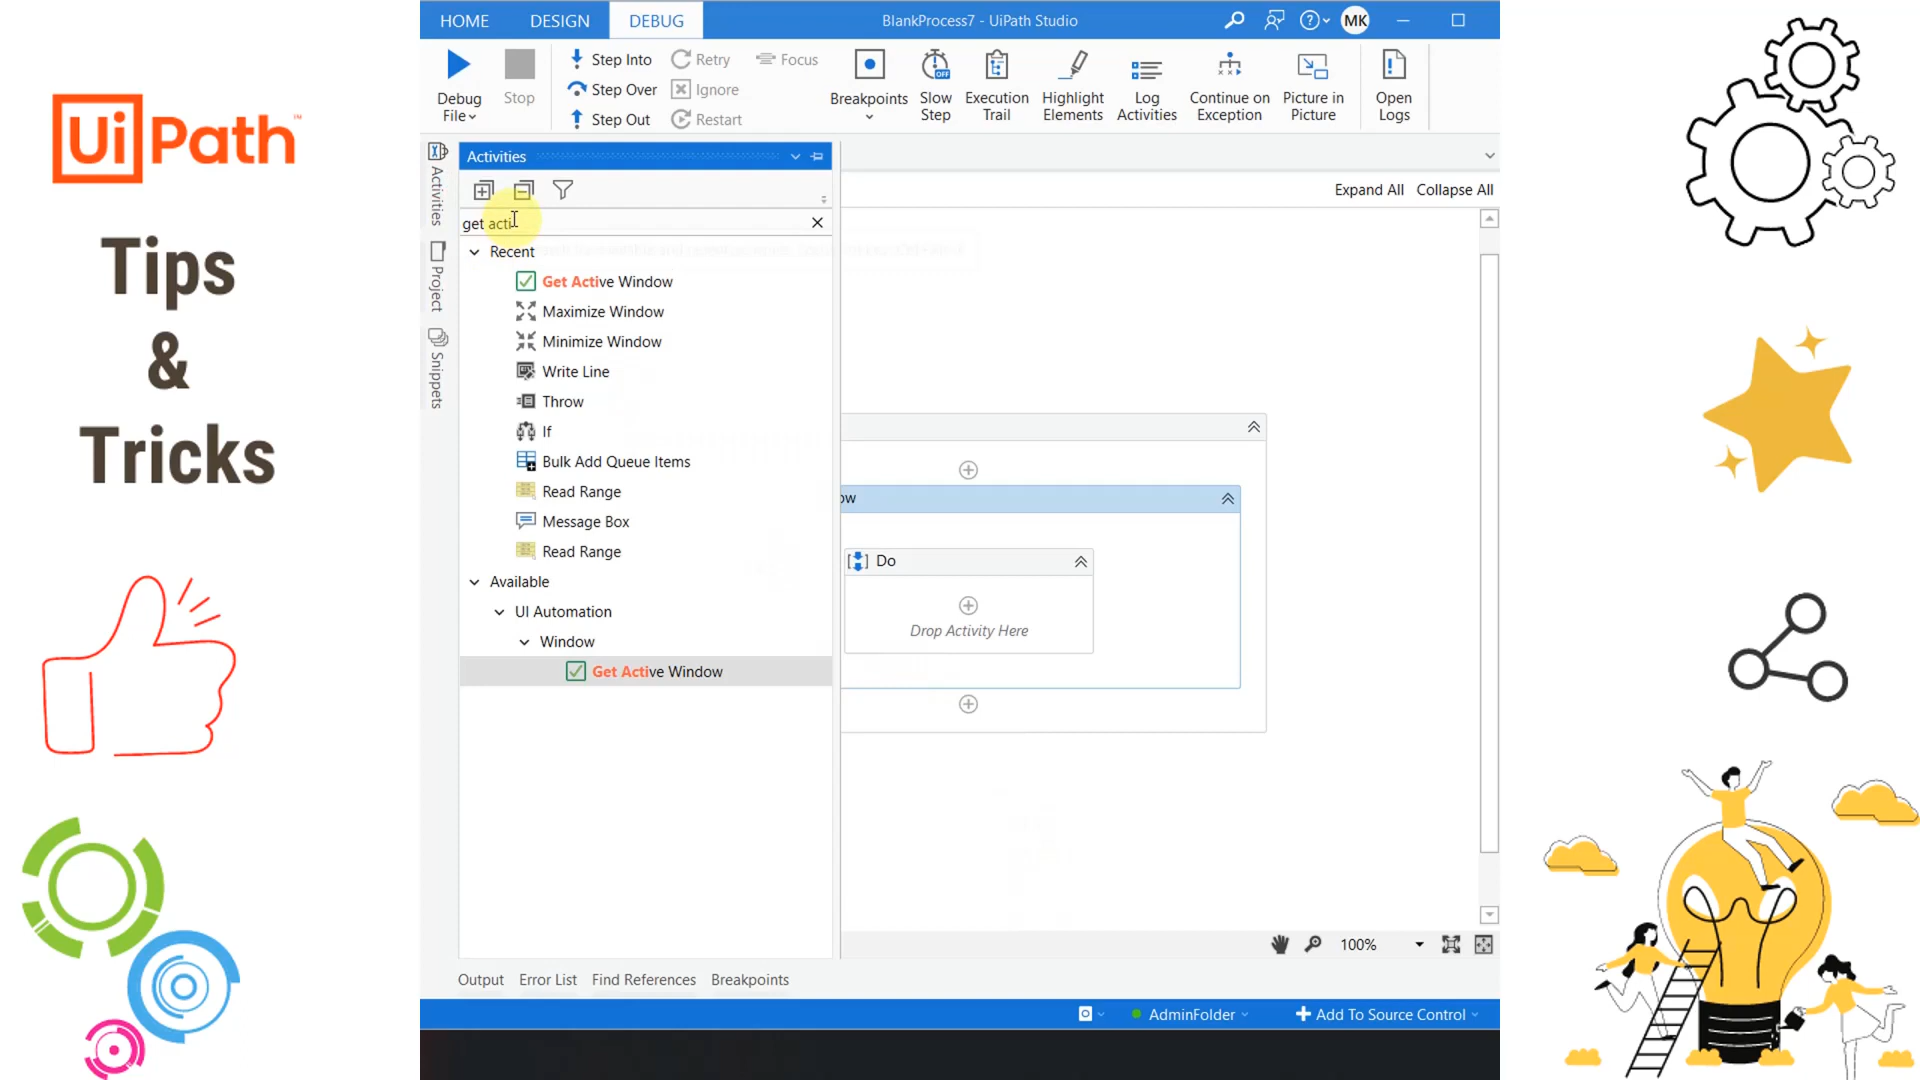 UiPath™
Tips
&
Tricks
HOME DESIGN DEBUG BlankProcess7 - UiPath Studio MK
Debug File
Stop
Step Into
Step Over
Step Out
Retry
Ignore
Restart
Focus
Breakpoints
Slow Step
OFF
Execution Trail
Highlight Elements
Log Activities
Continue on Exception
Picture in Picture
Open Logs
Activities
Project
Snippets
Activities
get acti
Recent
Get Active Window
Maximize Window
Minimize Window
Write Line
Throw
If
Bulk Add Queue Items
Read Range
Message Box
Read Range
Available
UI Automation
Window
Get Active Window
Expand All Collapse All
ow
Do
Drop Activity Here
100%
Output Error List Find References Breakpoints
AdminFolder Add To Source Control